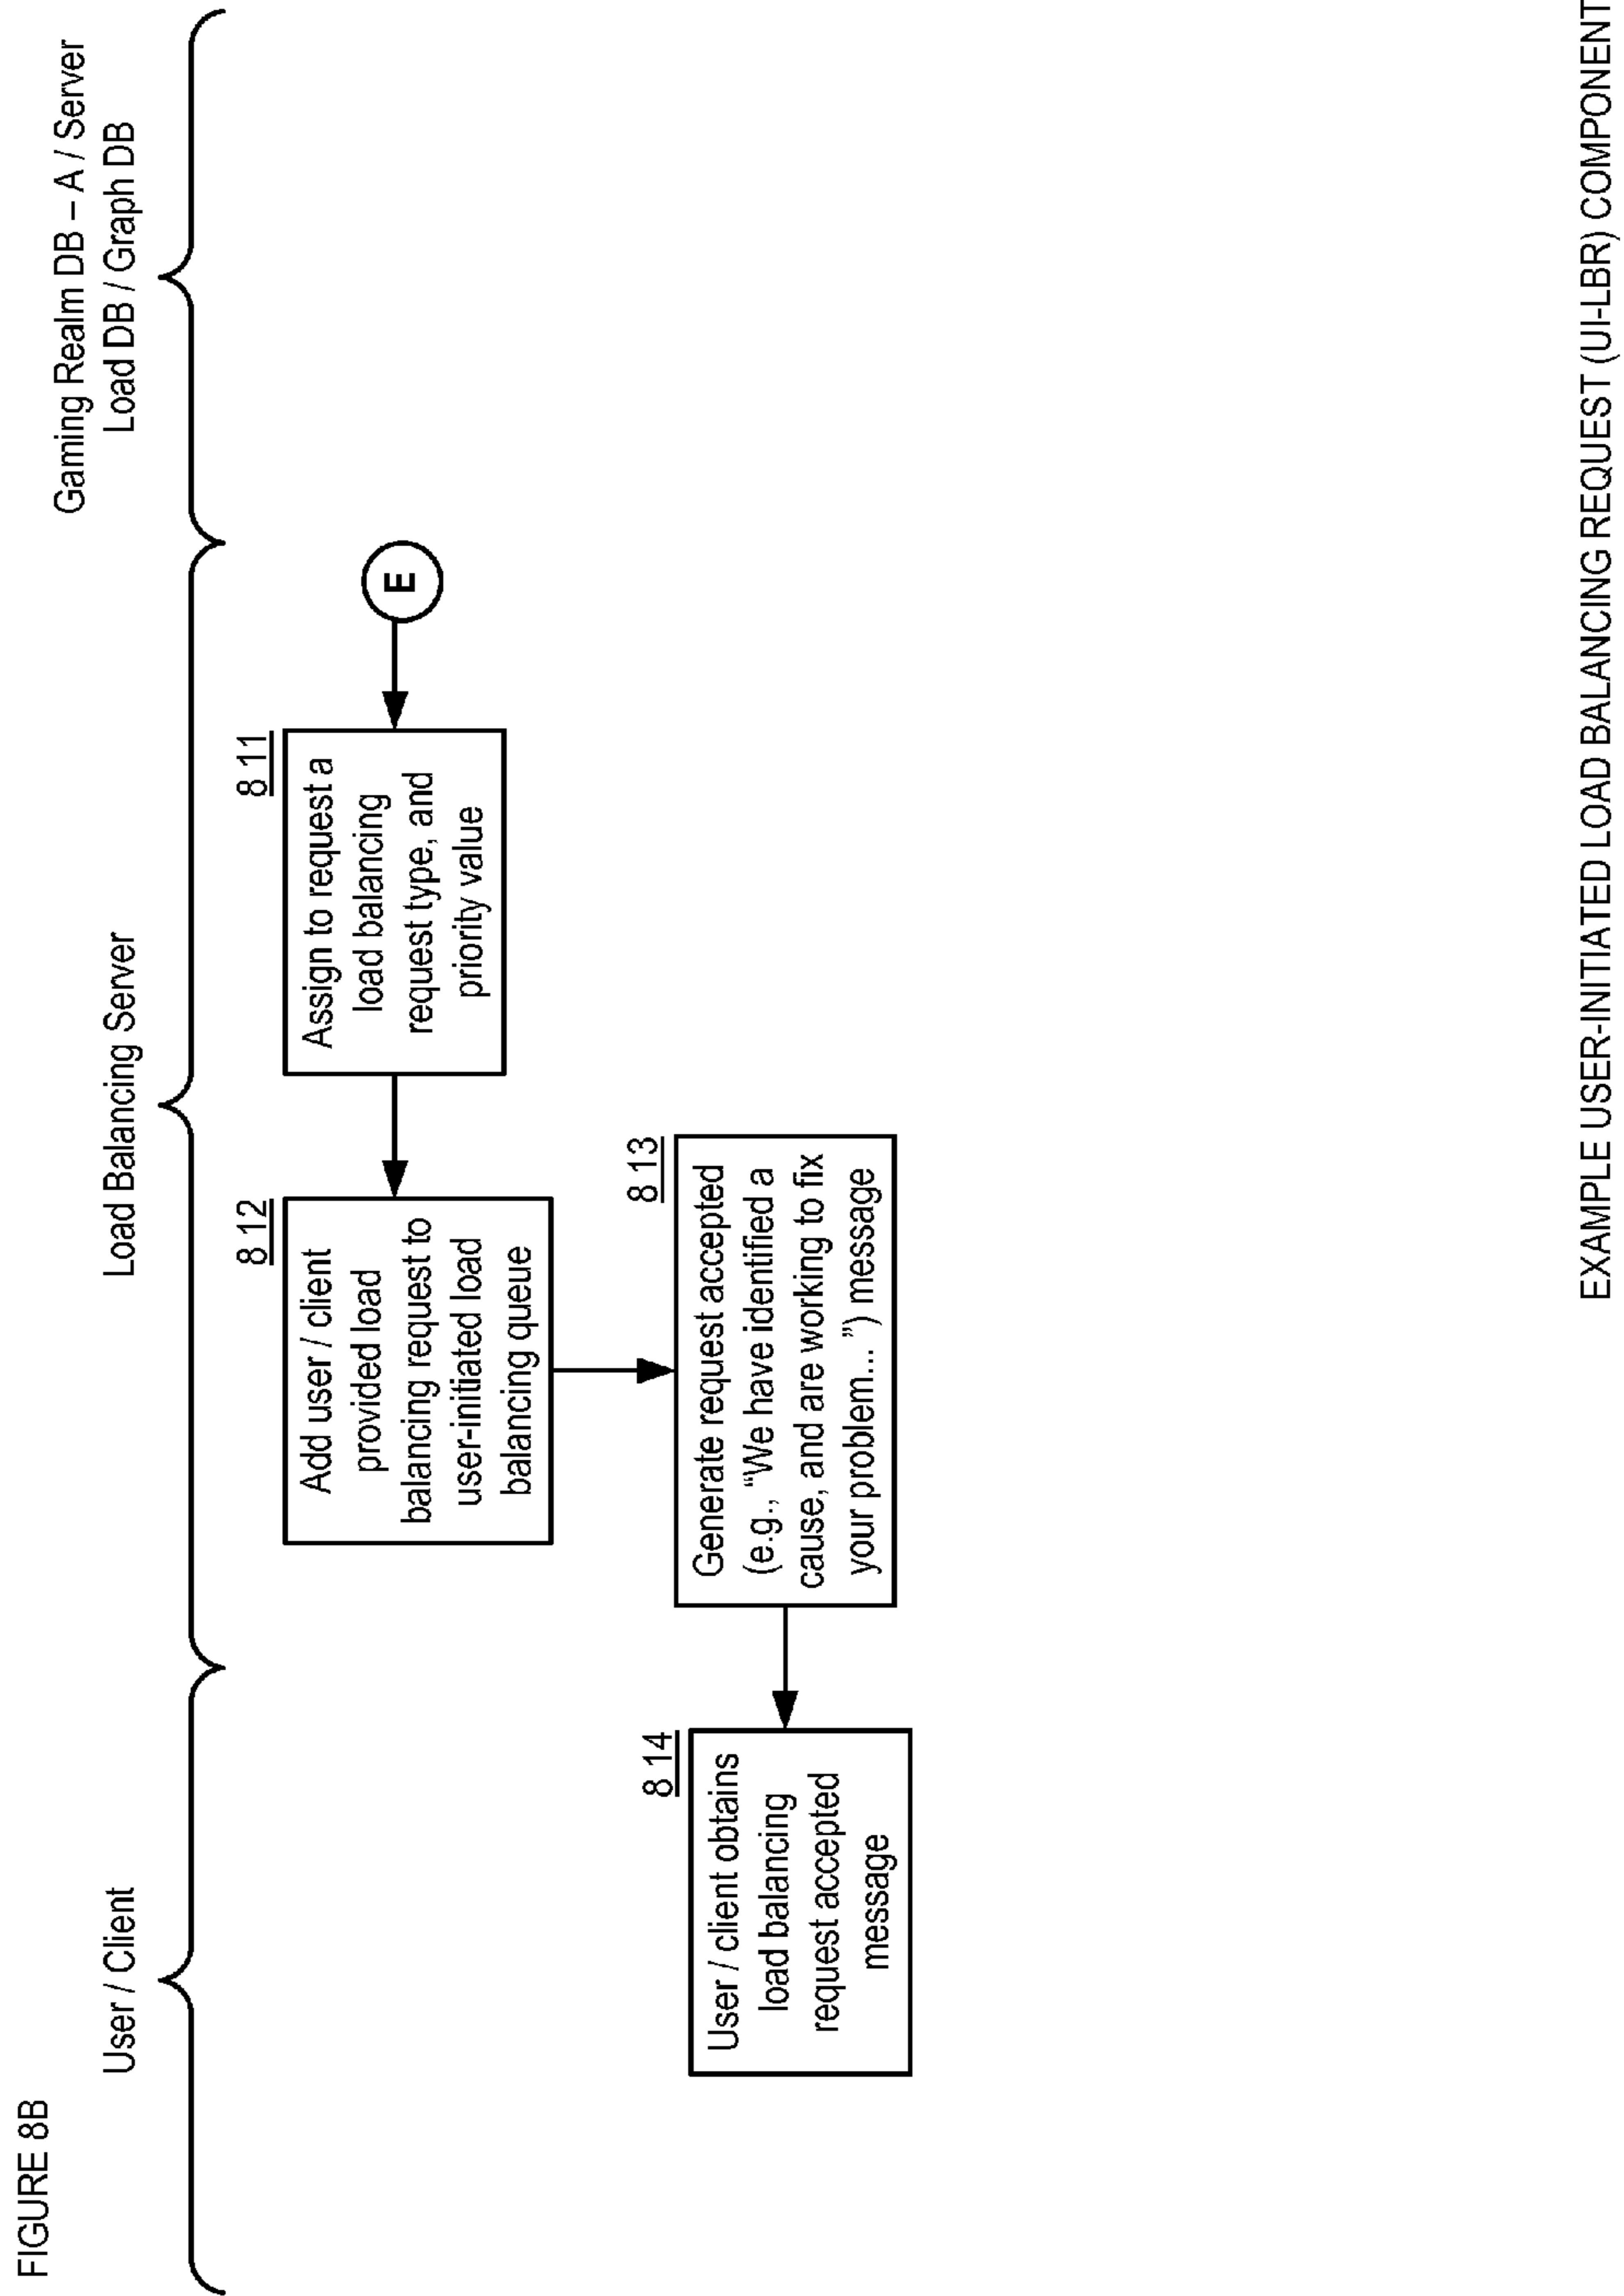 FIGURE 8B
User / Client
Load Balancing Server
Gaming Realm DB – A / Server
Load DB / Graph DB
E
8 11
Assign to request a
load balancing
request type, and
priority value
8 12
Add user / client
provided load
balancing request to
user-initiated load
balancing queue
8 13
Generate request accepted
(e.g., “We have identified a
cause, and are working to fix
your problem... ”) message
8 14
User / client obtains
load balancing
request accepted
message
EXAMPLE USER-INITIATED LOAD BALANCING REQUEST (UI-LBR) COMPONENT